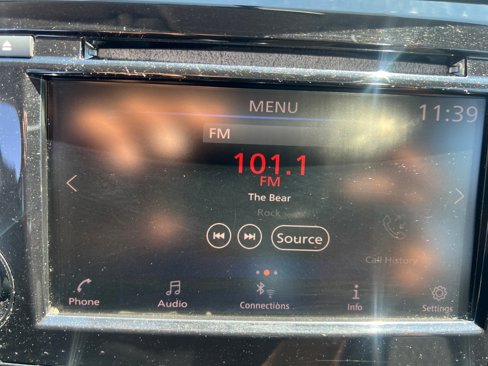 MENU
11:39
FM
101.1
FM
The Bear
Rock
Source
Call History
Phone
Audio
Connections
Info
Settings